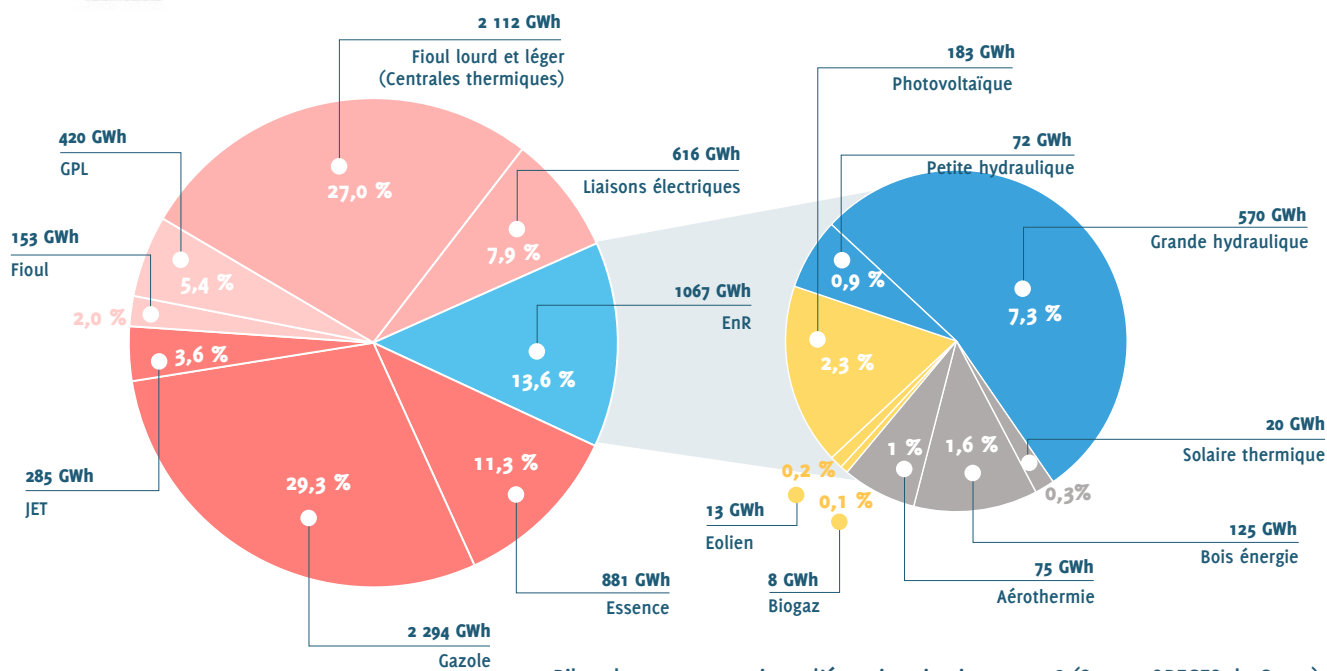 2 112 GWh
Fioul lourd et léger
(Centrales thermiques)
27,0 %
420 GWh
GPL
5,4 %
153 GWh
Fioul
2,0 %
285 GWh
JET
3,6 %
2 294 GWh
Gazole
29,3 %
881 GWh
Essence
11,3 %
616 GWh
Liaisons électriques
7,9 %
1067 GWh
EnR
13,6 %
183 GWh
Photovoltaïque
2,3 %
72 GWh
Petite hydraulique
0,9 %
570 GWh
Grande hydraulique
7,3 %
20 GWh
Solaire thermique
0,3%
125 GWh
Bois énergie
1,6 %
75 GWh
Aérothermie
1 %
8 GWh
Biogaz
0,1 %
13 GWh
Eolien
0,2 %